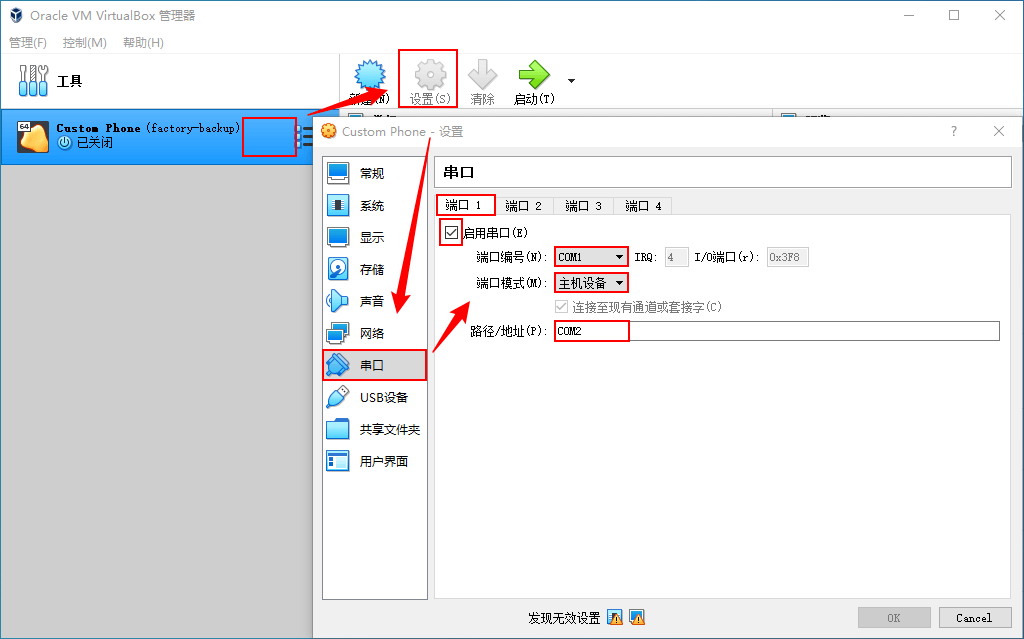 Oracle VM VirtualBox 管理器
管理(F) 控制(M) 帮助(H)
工具
新建(N) 设置(S) 清除 启动(T)
64
Custom Phone (factory-backup)
已关闭
Custom Phone - 设置 ?
常规
系统
显示
存储
声音
网络
串口
USB设备
共享文件夹
用户界面
串口
端口 1 端口 2 端口 3 端口 4
启用串口(E)
端口编号(N): COM1 IRQ: 4 I/O端口(r): 0x3F8
端口模式(M): 主机设备
连接至现有通道或套接字(C)
路径/地址(P): COM2
发现无效设置
OK Cancel